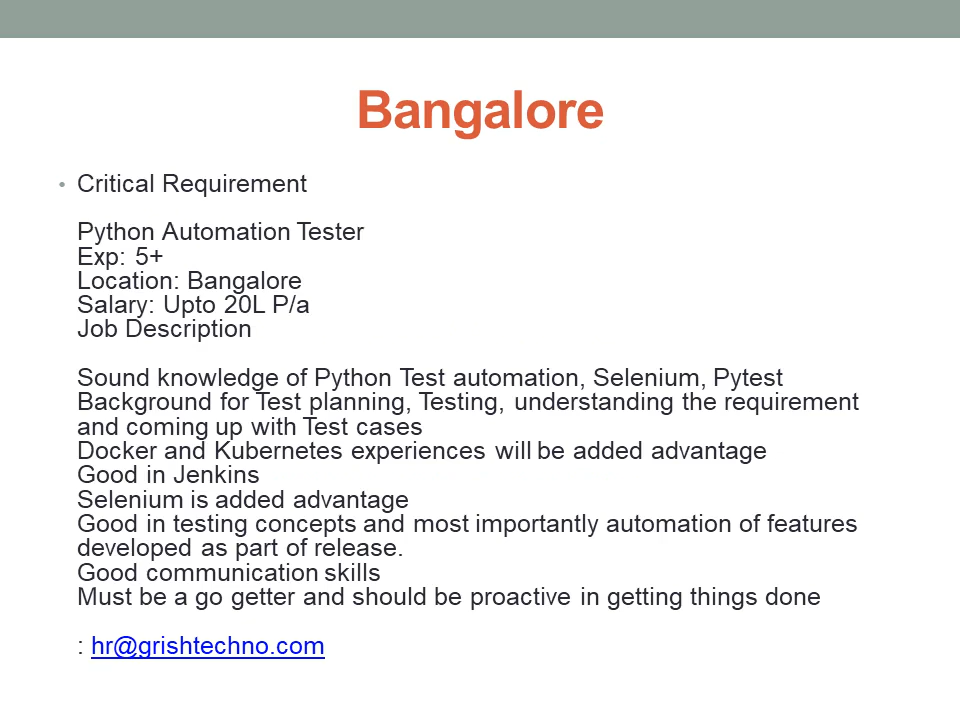 Bangalore
• Critical Requirement
Python Automation Tester
Exp: 5+
Location: Bangalore
Salary: Upto 20L P/a
Job Description
Sound knowledge of Python Test automation, Selenium, Pytest
Background for Test planning, Testing, understanding the requirement
and coming up with Test cases
Docker and Kubernetes experiences will be added advantage
Good in Jenkins
Selenium is added advantage
Good in testing concepts and most importantly automation of features
developed as part of release.
Good communication skills
Must be a go getter and should be proactive in getting things done
: hr@grishtechno.com